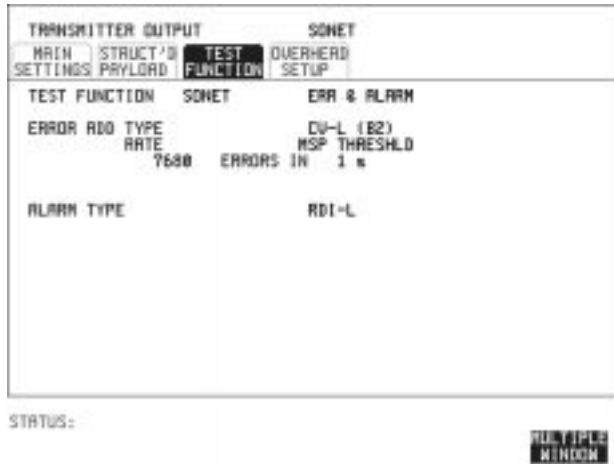 TRANSMITTER OUTPUT SONET
MAIN SETTINGS STRUCT'D PAYLOAD TEST FUNCTION OVERHEAD SETUP
TEST FUNCTION SONET ERR & ALARM
ERROR ADD TYPE CV-L (B2)
RATE MSP THRESHLD
7680 ERRORS IN 1 m
ALARM TYPE RDI-L
STATUS:
MULTIPLE
WINDOW